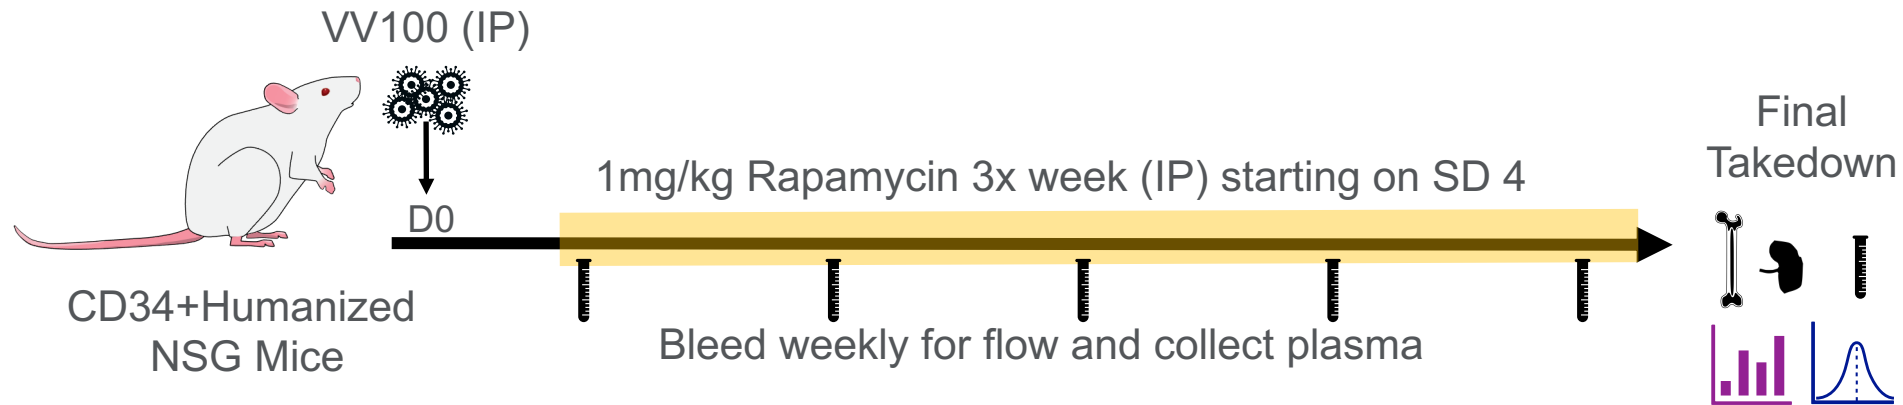 VV100 (IP)
D0
1mg/kg Rapamycin 3x week (IP) starting on SD 4
Final
Takedown
CD34+Humanized
NSG Mice
Bleed weekly for flow and collect plasma